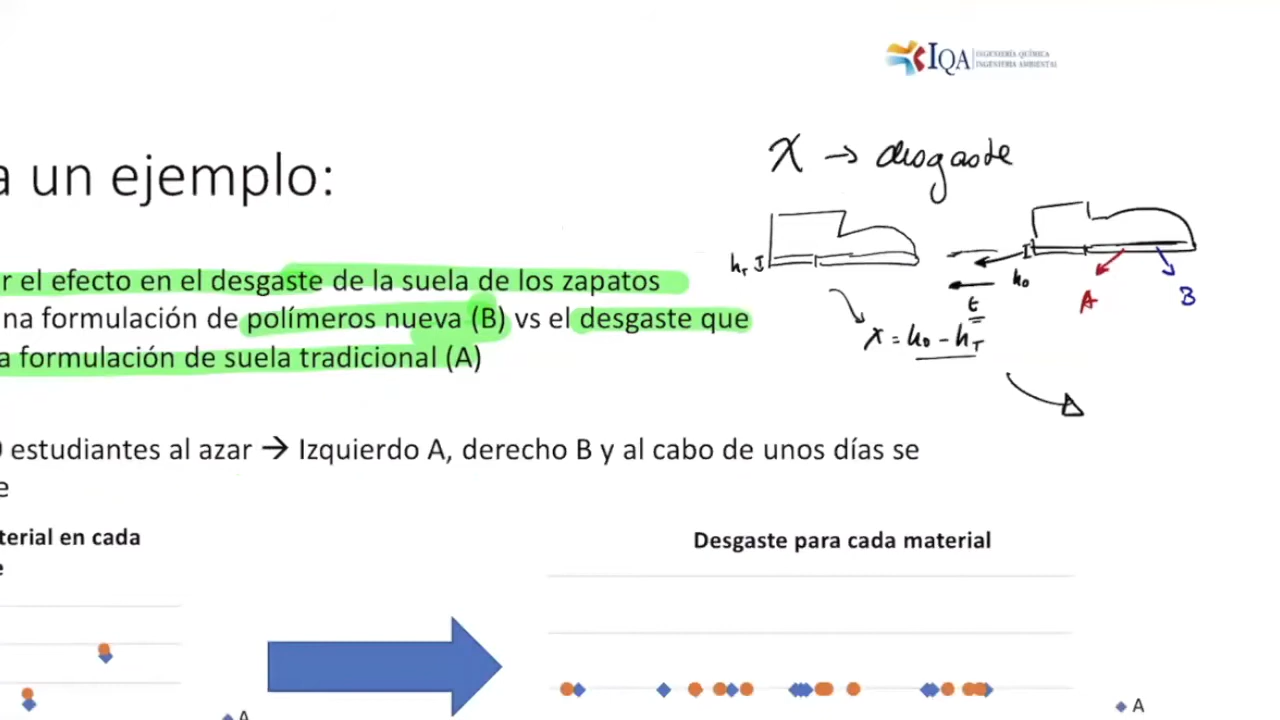 IQA
INGENIERÍA QUÍMICA
INGENIERIA AMBIENTAL
a un ejemplo:
x → desgaste
r el efecto en el desgaste de la suela de los zapatos
na formulación de polímeros nueva (B) vs el desgaste que
a formulación de suela tradicional (A)
hT
h0
t
A
B
x = h0 - hT
estudiantes al azar → Izquierdo A, derecho B y al cabo de unos días se
e
terial en cada
e
Desgaste para cada material
A
A